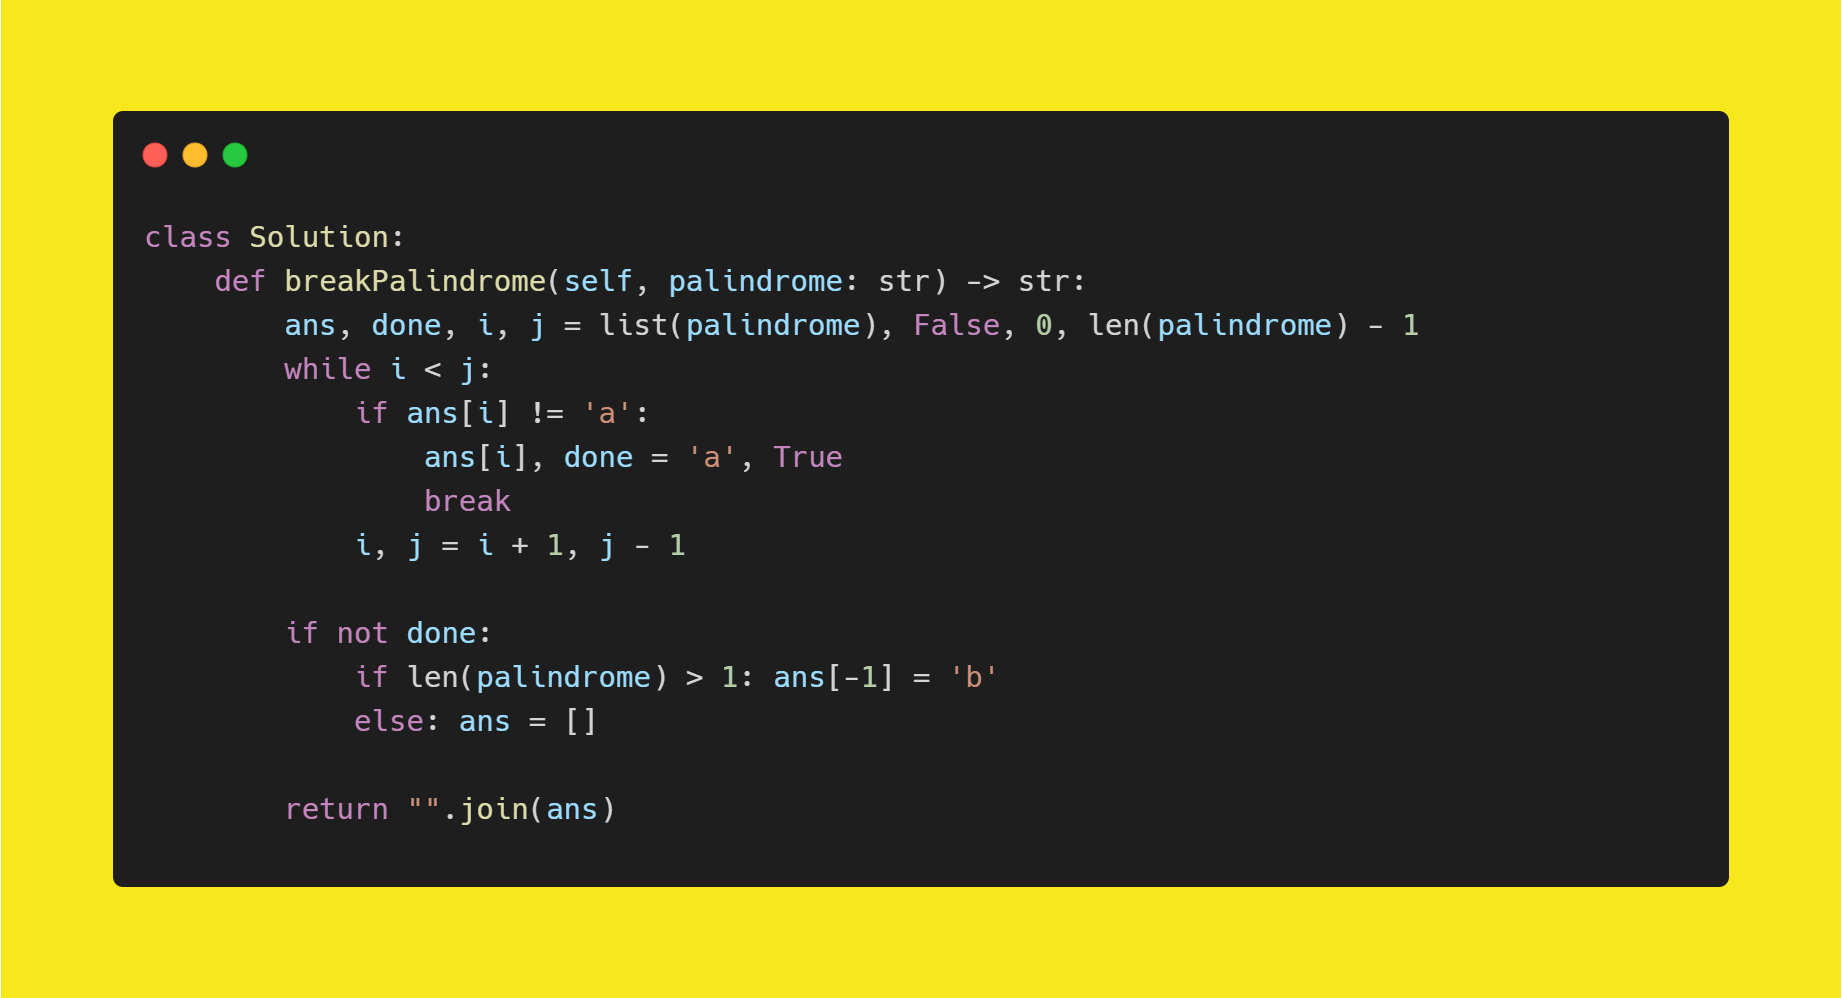 class Solution:
    def breakPalindrome(self, palindrome: str) -> str:
        ans, done, i, j = list(palindrome), False, 0, len(palindrome) - 1
        while i < j:
            if ans[i] != 'a':
                ans[i], done = 'a', True
                break
            i, j = i + 1, j - 1

        if not done:
            if len(palindrome) > 1: ans[-1] = 'b'
            else: ans = []

        return "".join(ans)